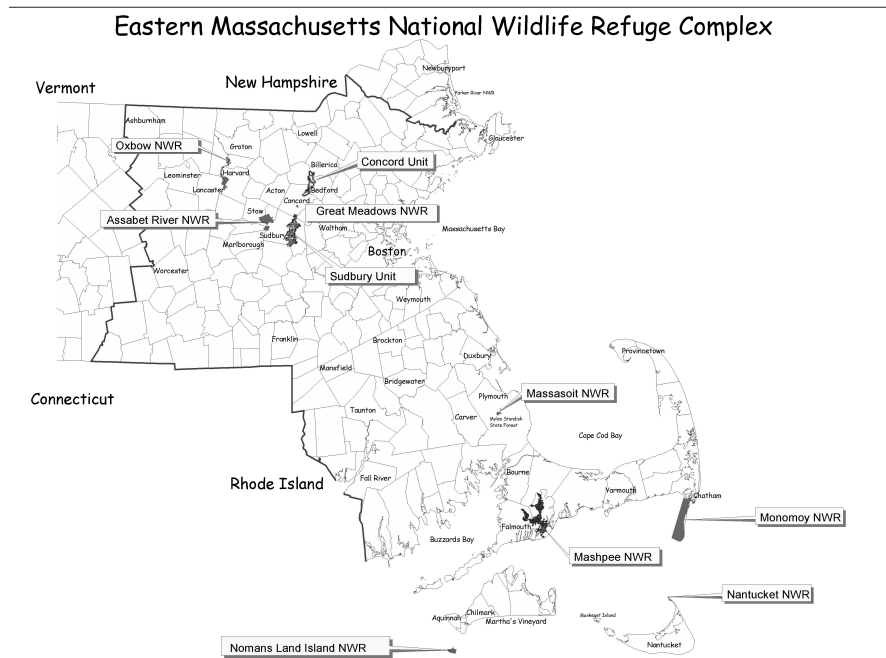 Eastern Massachusetts National Wildlife Refuge Complex
Newburyport
New Hampshire
Vermont
Parker River NWR
Ashburnham
Lowell
Gloucester
Oxbow NWR
Groton
Billerica
Concord Unit
Leominster
Harvard
Lancaster
Acton
Bedford
Concord
Stow
Great Meadows NWR
Assabet River NWR
Waltham
Massachusetts Bay
Sudbury
Marlborough
Boston
Worcester
Sudbury Unit
Weymouth
Franklin
Brockton
Provincetown
Duxbury
Mansfield
Bridgewater
Connecticut
Plymouth
Massasoit NWR
Taunton
Carver
Myles Standish
State Forest
Cape Cod Bay
Bourne
Fall River
Rhode Island
Yarmouth
Chatham
Monomoy NWR
Falmouth
Buzzards Bay
Mashpee NWR
Nantucket NWR
Chilmark
Aquinnah
Martha's Vineyard
Muskeget Island
Nantucket
Nomans Land Island NWR